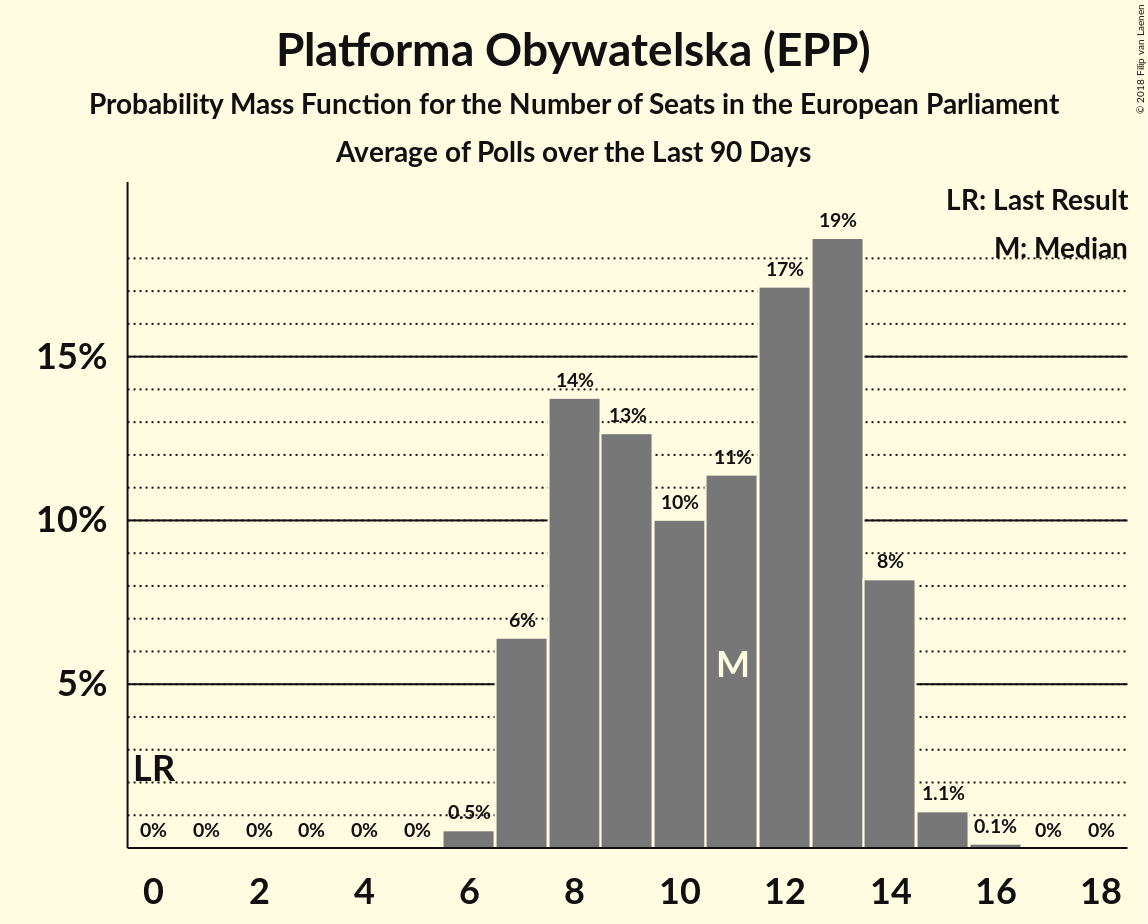 Platforma Obywatelska (EPP)
Probability Mass Function for the Number of Seats in the European Parliament
Average of Polls over the Last 90 Days
© 2018 Filip van Laenen
LR: Last Result
M: Median
19%
17%
15%
14%
13%
11%
10%
10%
8%
6%
M
5%
LR
0% 0% 0% 0% 0% 0% 0.5% 1.1% 0.1% 0% 0%
0 2 4 6 8 10 12 14 16 18